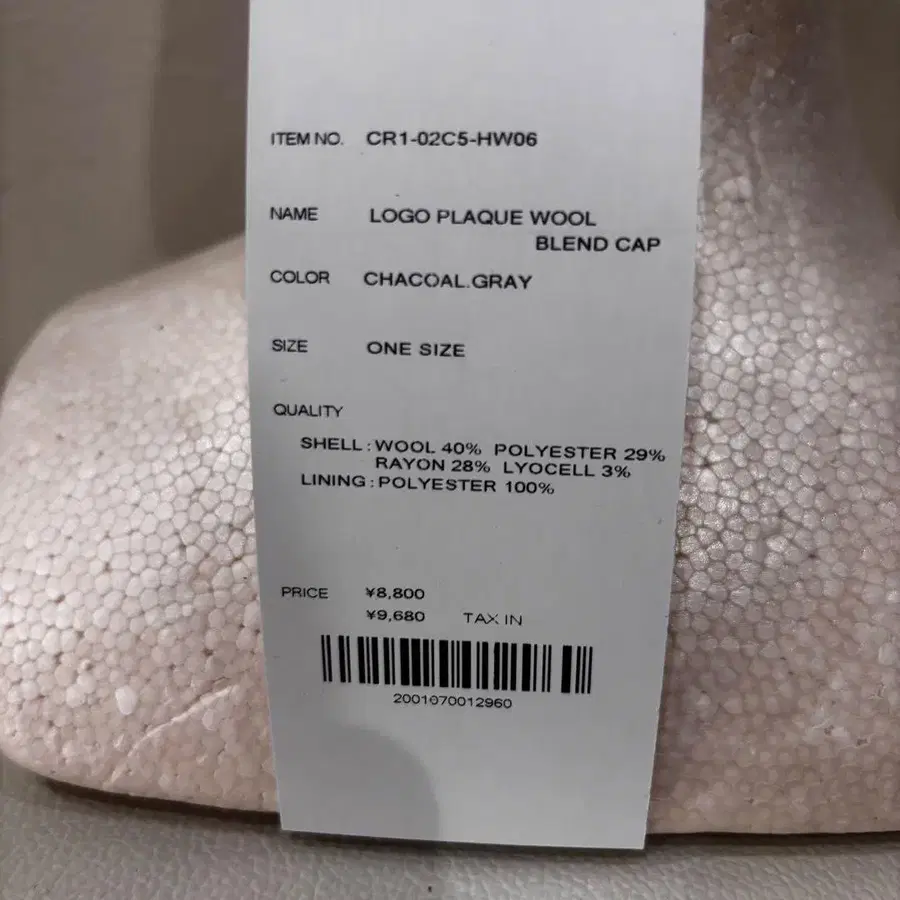 ITEM NO. CR1-02C5-HW06
NAME LOGO PLAQUE WOOL
BLEND CAP
COLOR CHACOAL.GRAY
SIZE ONE SIZE
QUALITY
SHELL : WOOL 40% POLYESTER 29%
RAYON 28% LYOCELL 3%
LINING : POLYESTER 100%
PRICE ¥8,800
¥9,680 TAX IN
2001070012960